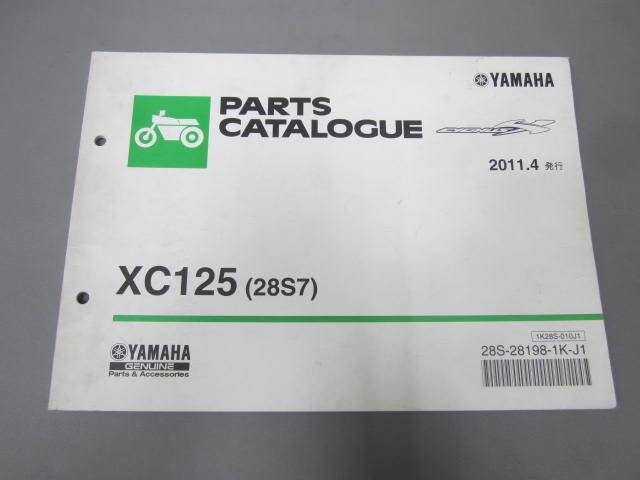 YAMAHA
PARTS
CATALOGUE
CYGNUS X
2011.4 発行
XC125 (28S7)
1K28S-010J1
YAMAHA
GENUINE
Parts & Accessories
28S-28198-1K-J1